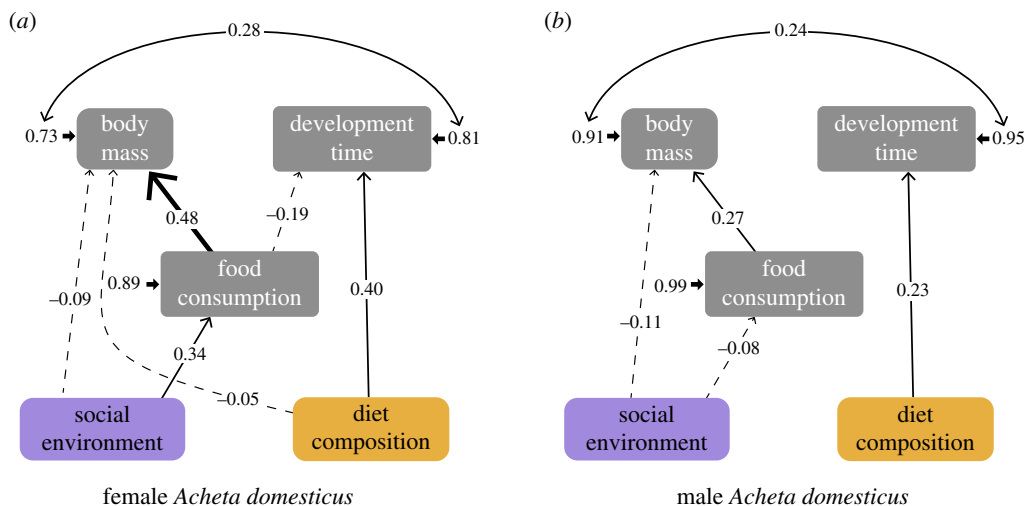 (a)
0.28
body
mass
development
time
0.73
0.81
0.48
–0.19
food
consumption
0.89
–0.09
0.40
0.34
–0.05
social
environment
diet
composition
female Acheta domesticus
(b)
0.24
body
mass
development
time
0.91
0.95
0.27
food
consumption
0.99
0.23
–0.11
–0.08
social
environment
diet
composition
male Acheta domesticus